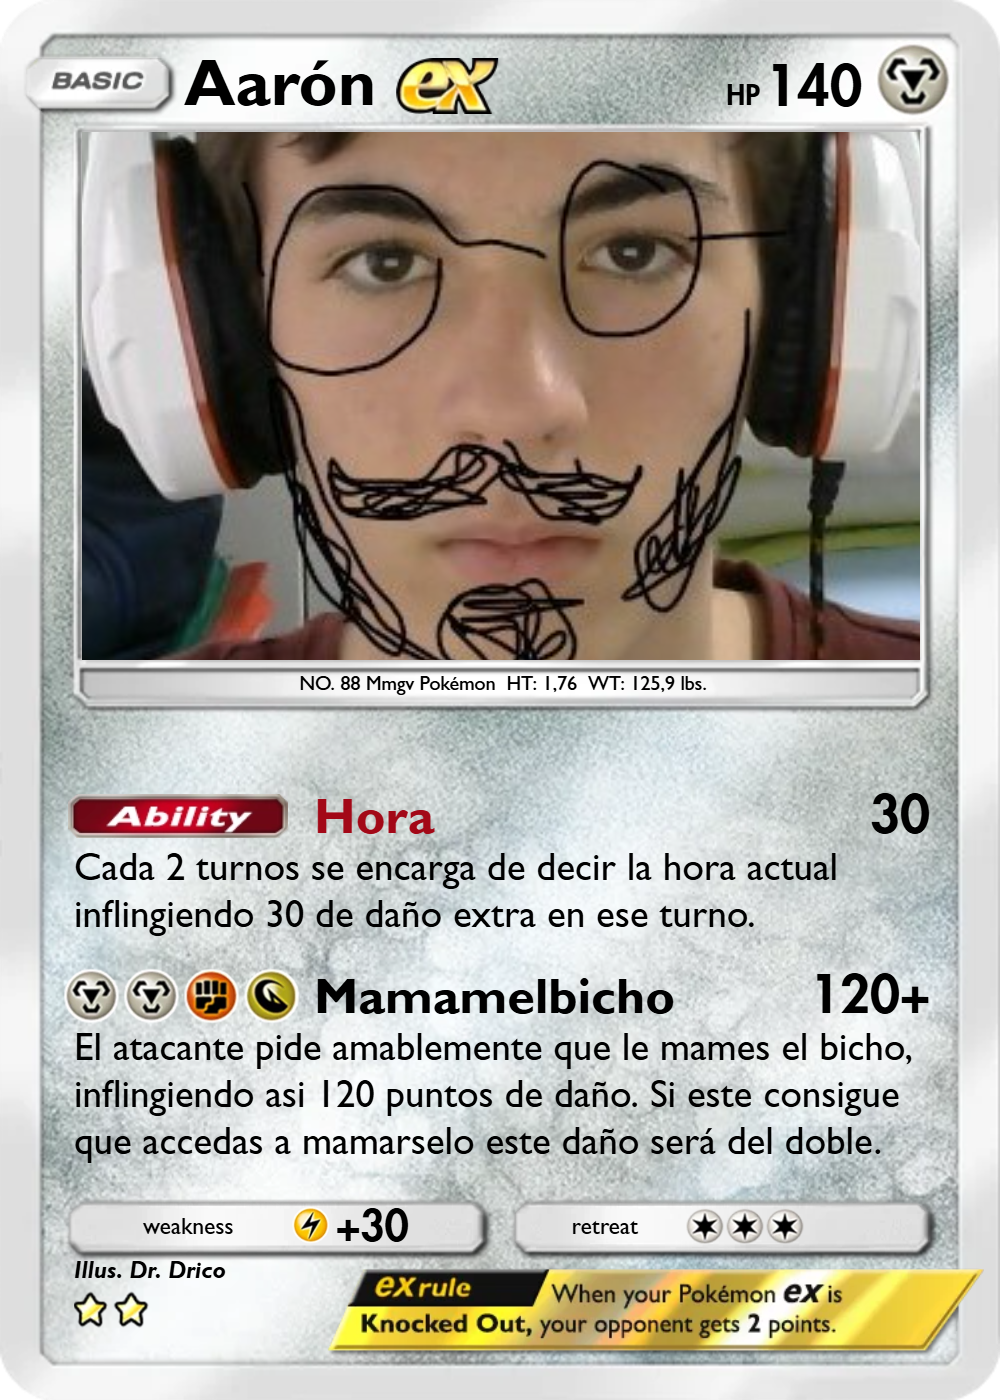 BASIC Aarón ex HP 140
NO. 88 Mmgv Pokémon HT: 1,76 WT: 125,9 lbs.
Ability Hora 30
Cada 2 turnos se encarga de decir la hora actual
inflingiendo 30 de daño extra en ese turno.
Mamamelbicho 120+
El atacante pide amablemente que le mames el bicho,
inflingiendo asi 120 puntos de daño. Si este consigue
que accedas a mamarselo este daño será del doble.
weakness +30 retreat
Illus. Dr. Drico
ex rule When your Pokémon ex is
Knocked Out, your opponent gets 2 points.